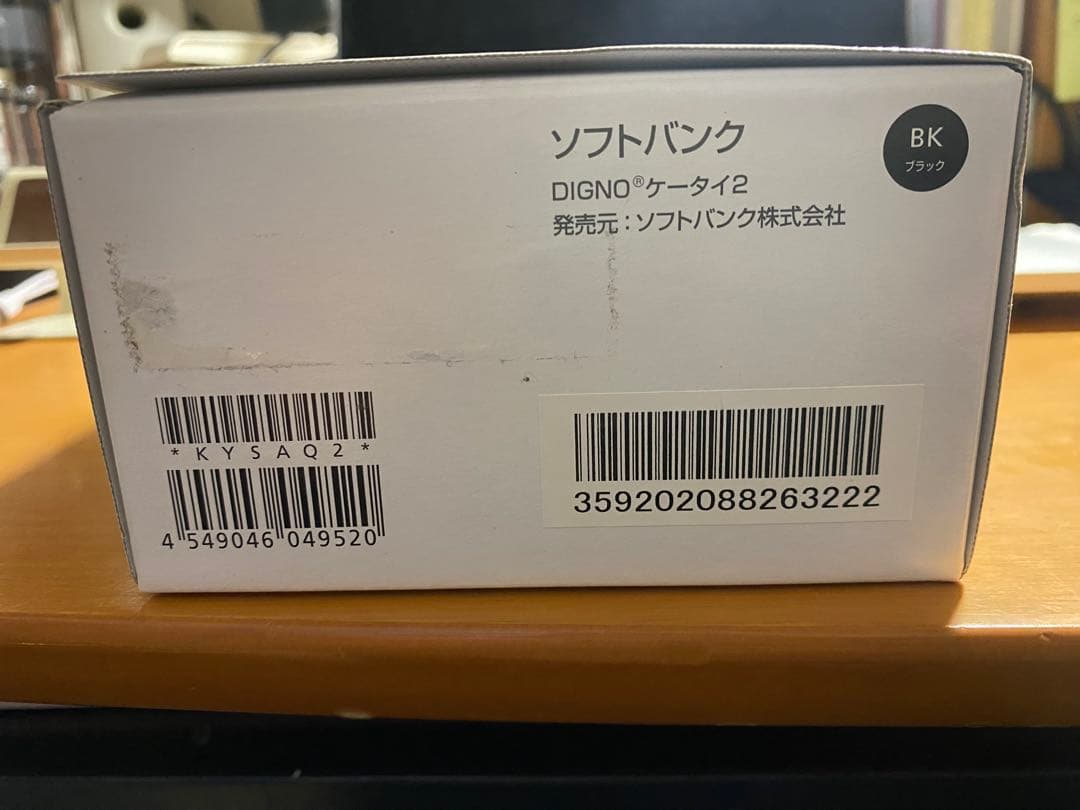 ソフトバンク
DIGNO®ケータイ2
発売元：ソフトバンク株式会社
BK
ブラック
*KYSAQ2*
4 549046 049520
359202088263222